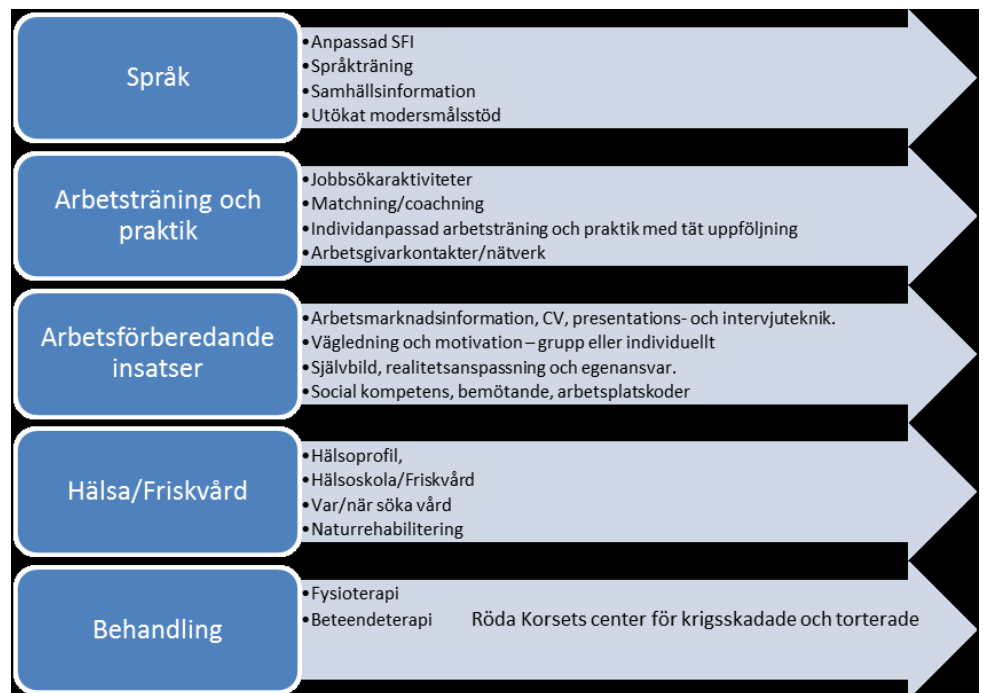 Språk
•Anpassad SFI
•Språkträning
•Samhällsinformation
•Utökat modersmålsstöd
Arbetsträning och
praktik
•Jobbsökaraktiviteter
•Matchning/coachning
•Individanpassad arbetsträning och praktik med tät uppföljning
•Arbetsgivarkontakter/nätverk
Arbetsförberedande
insatser
•Arbetsmarknadsinformation, CV, presentations- och intervjuteknik.
•Vägledning och motivation – grupp eller individuellt
•Självbild, realitetsanspassning och egenansvar.
•Social kompetens, bemötande, arbetsplatskoder
Hälsa/Friskvård
•Hälsoprofil,
•Hälsoskola/Friskvård
•Var/när söka vård
•Naturrehabilitering
Behandling
•Fysioterapi
•Beteendeterapi Röda Korsets center för krigsskadade och torterade